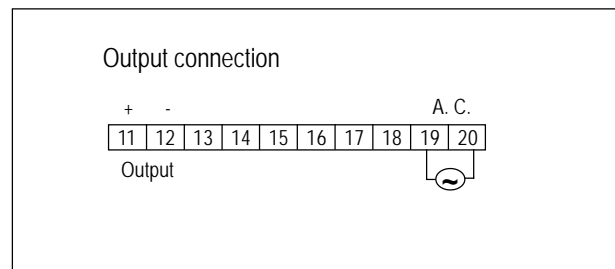 Output connection
+ - A. C.
11 12 13 14 15 16 17 18 19 20
Output
~